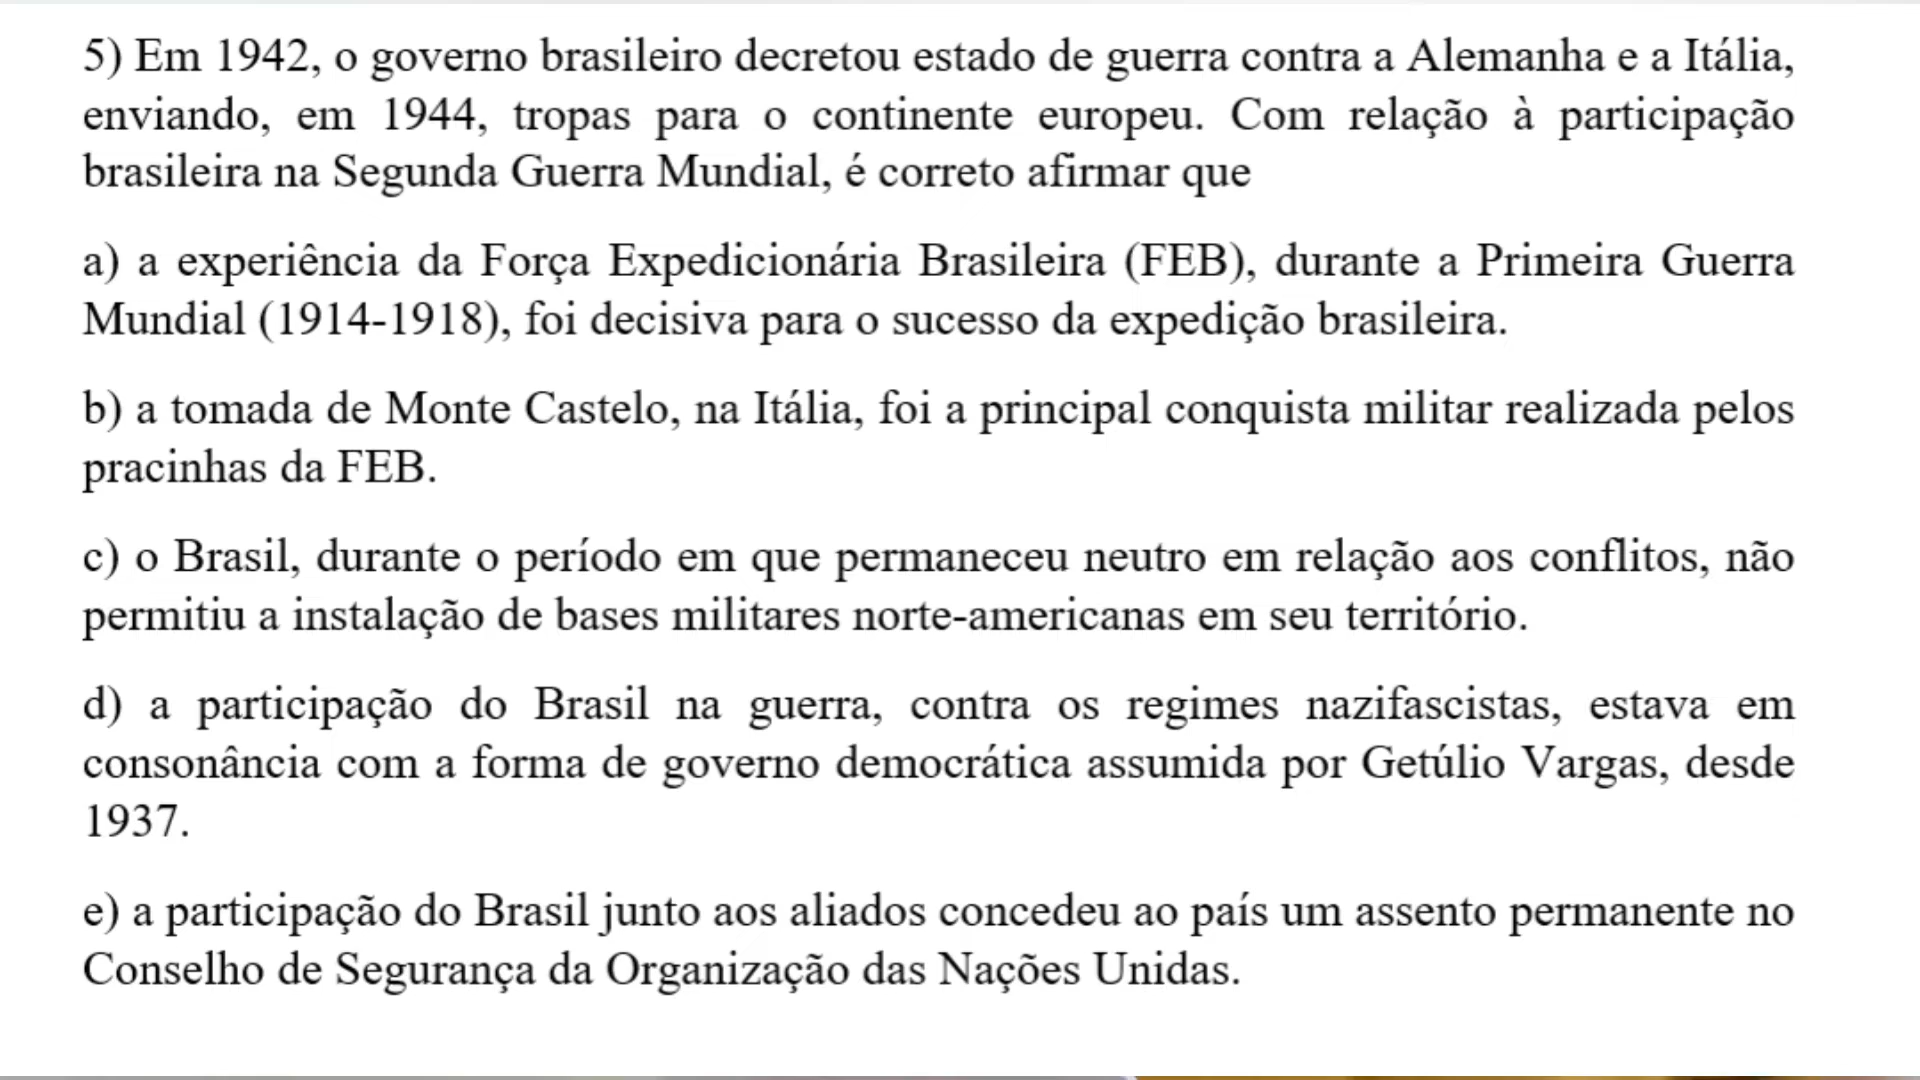 5) Em 1942, o governo brasileiro decretou estado de guerra contra a Alemanha e a Itália,
enviando, em 1944, tropas para o continente europeu. Com relação à participação
brasileira na Segunda Guerra Mundial, é correto afirmar que
a) a experiência da Força Expedicionária Brasileira (FEB), durante a Primeira Guerra
Mundial (1914-1918), foi decisiva para o sucesso da expedição brasileira.
b) a tomada de Monte Castelo, na Itália, foi a principal conquista militar realizada pelos
pracinhas da FEB.
c) o Brasil, durante o período em que permaneceu neutro em relação aos conflitos, não
permitiu a instalação de bases militares norte-americanas em seu território.
d) a participação do Brasil na guerra, contra os regimes nazifascistas, estava em
consonância com a forma de governo democrática assumida por Getúlio Vargas, desde
1937.
e) a participação do Brasil junto aos aliados concedeu ao país um assento permanente no
Conselho de Segurança da Organização das Nações Unidas.